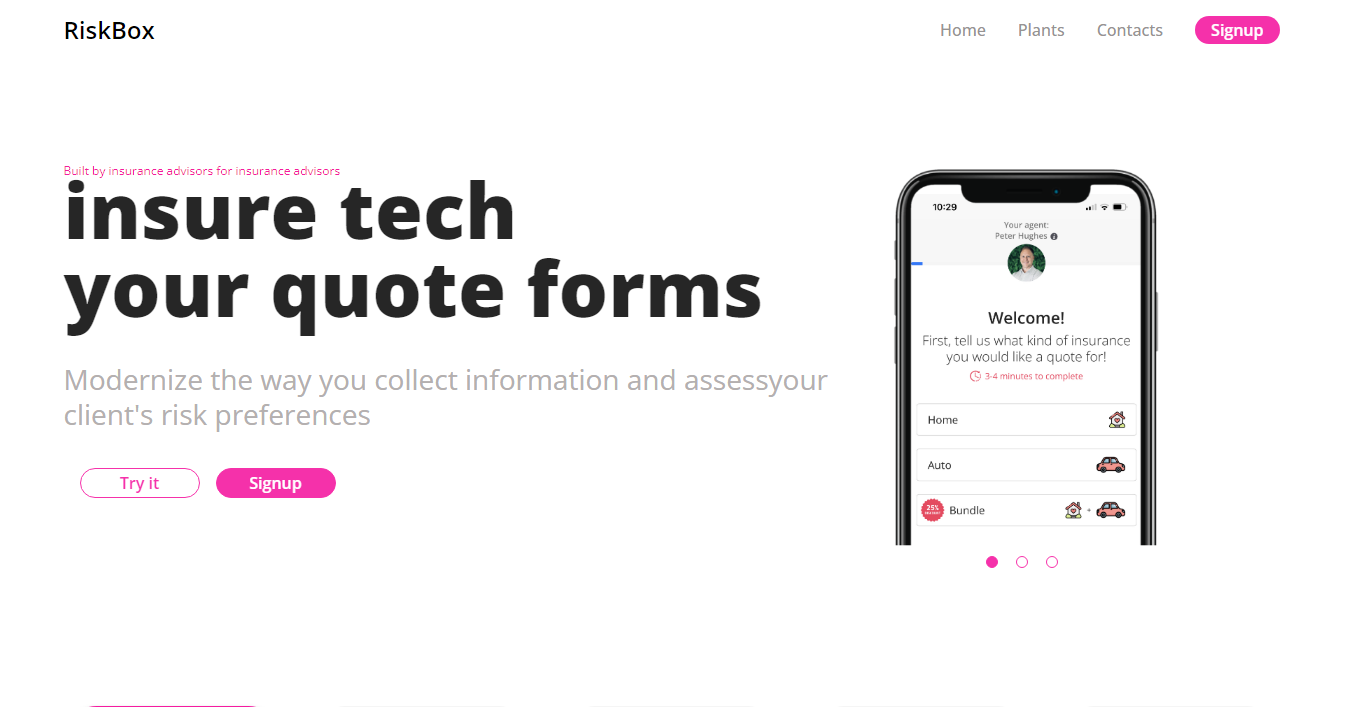 RiskBox
Home
Plants
Contacts
Signup
Built by insurance advisors for insurance advisors
insure tech
your quote forms
Modernize the way you collect information and assessyour
client's risk preferences
Try it
Signup
10:29
Your agent:
Peter Hughes
Welcome!
First, tell us what kind of insurance
you would like a quote for!
3-4 minutes to complete
Home
Auto
25%
Bundle
+